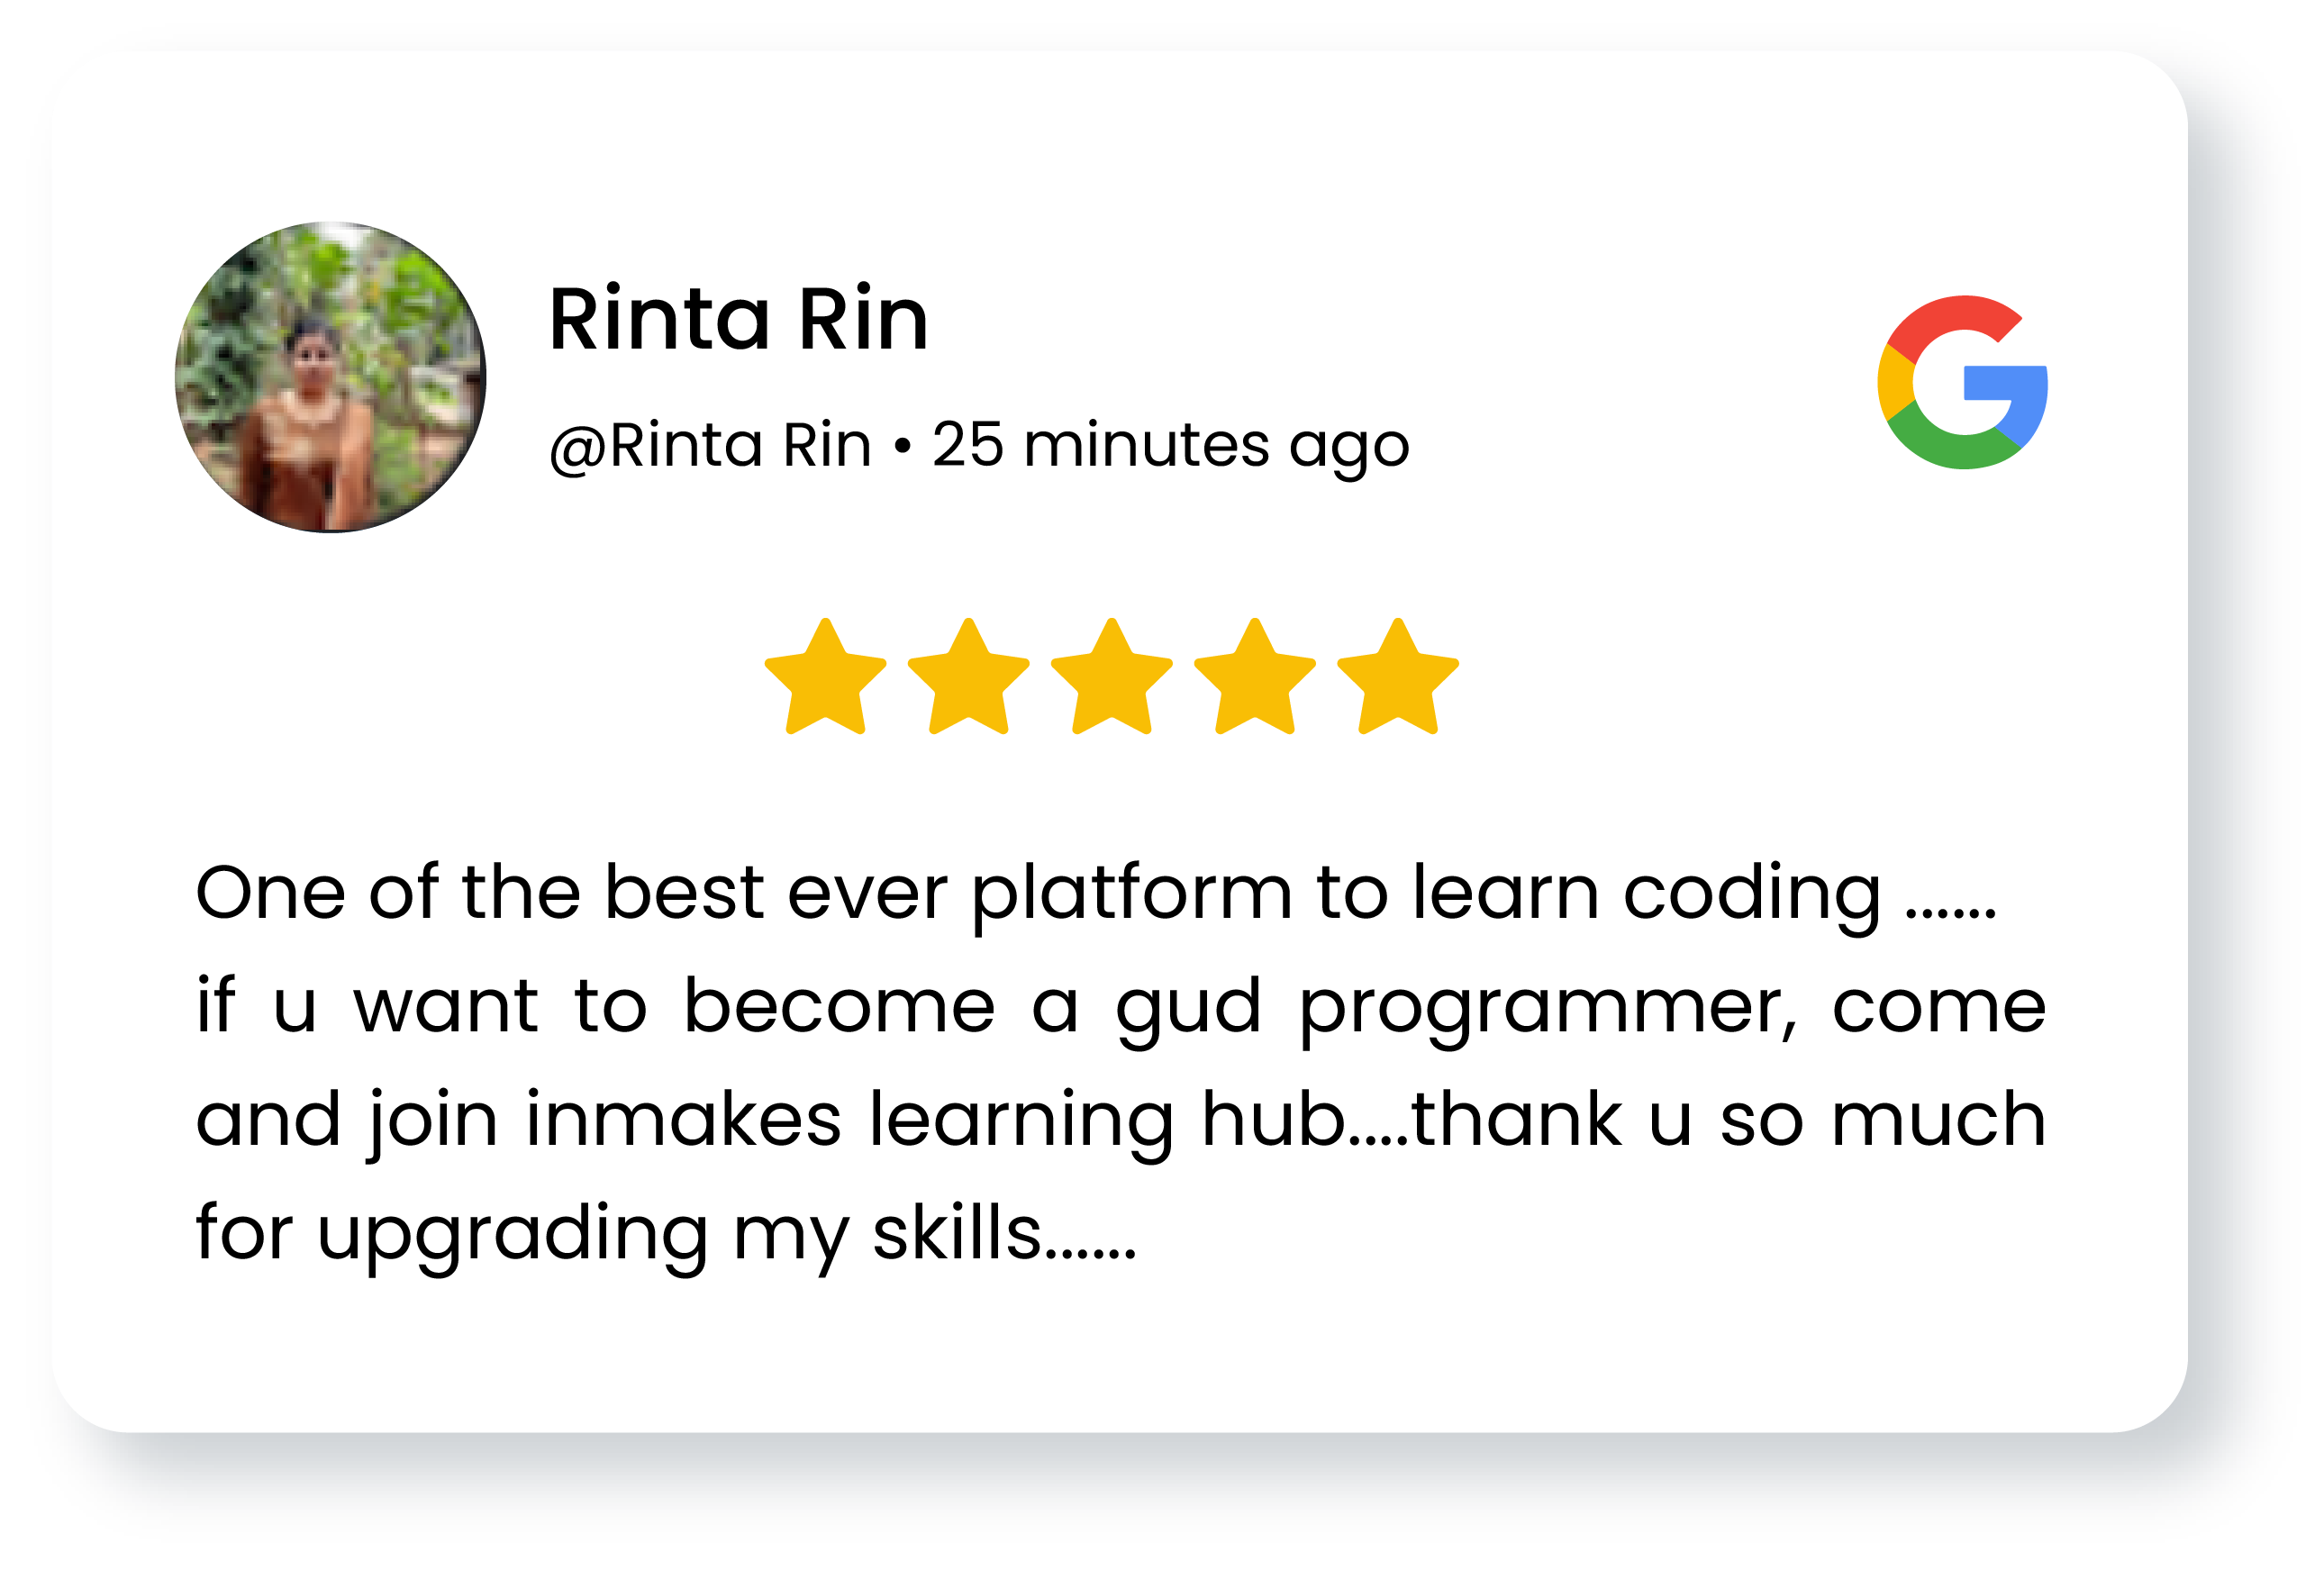 Rinta Rin
@Rinta Rin • 25 minutes ago
One of the best ever platform to learn coding ......
if u want to become a gud programmer, come
and join inmakes learning hub....thank u so much
for upgrading my skills......